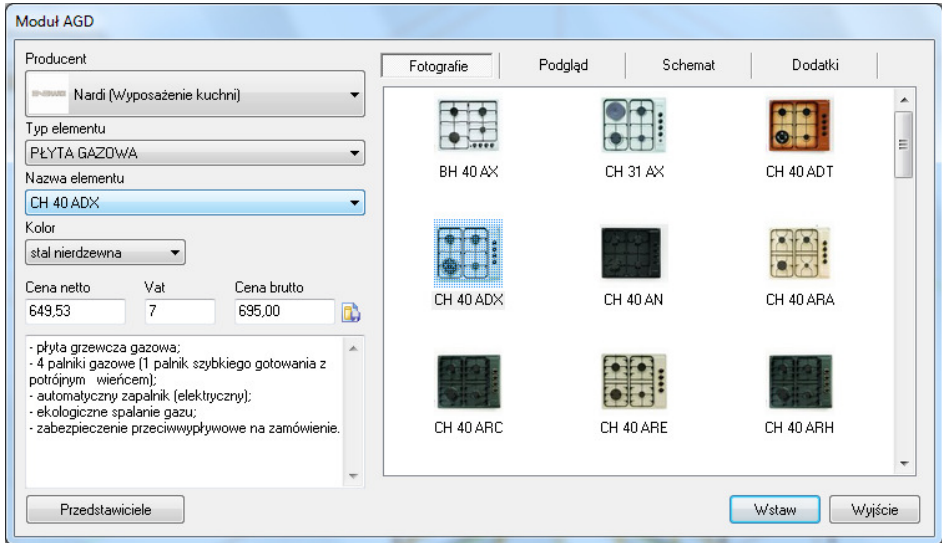 Moduł AGD
Producent
Nardi (Wyposażenie kuchni)
Typ elementu
PŁYTA GAZOWA
Nazwa elementu
CH 40 ADX
Kolor
stal nierdzewna
Cena netto Vat Cena brutto
649,53 7 695,00
- płyta grzewcza gazowa;
- 4 palniki gazowe (1 palnik szybkiego gotowania z
potrójnym wieńcem);
- automatyczny zapalnik (elektryczny);
- ekologiczne spalanie gazu;
- zabezpieczenie przeciwwypływowe na zamówienie.
Przedstawiciele
Fotografie Podgląd Schemat Dodatki
BH 40 AX CH 31 AX CH 40 ADT
CH 40 ADX CH 40 AN CH 40 ARA
CH 40 ARC CH 40 ARE CH 40 ARH
Wstaw Wyjście